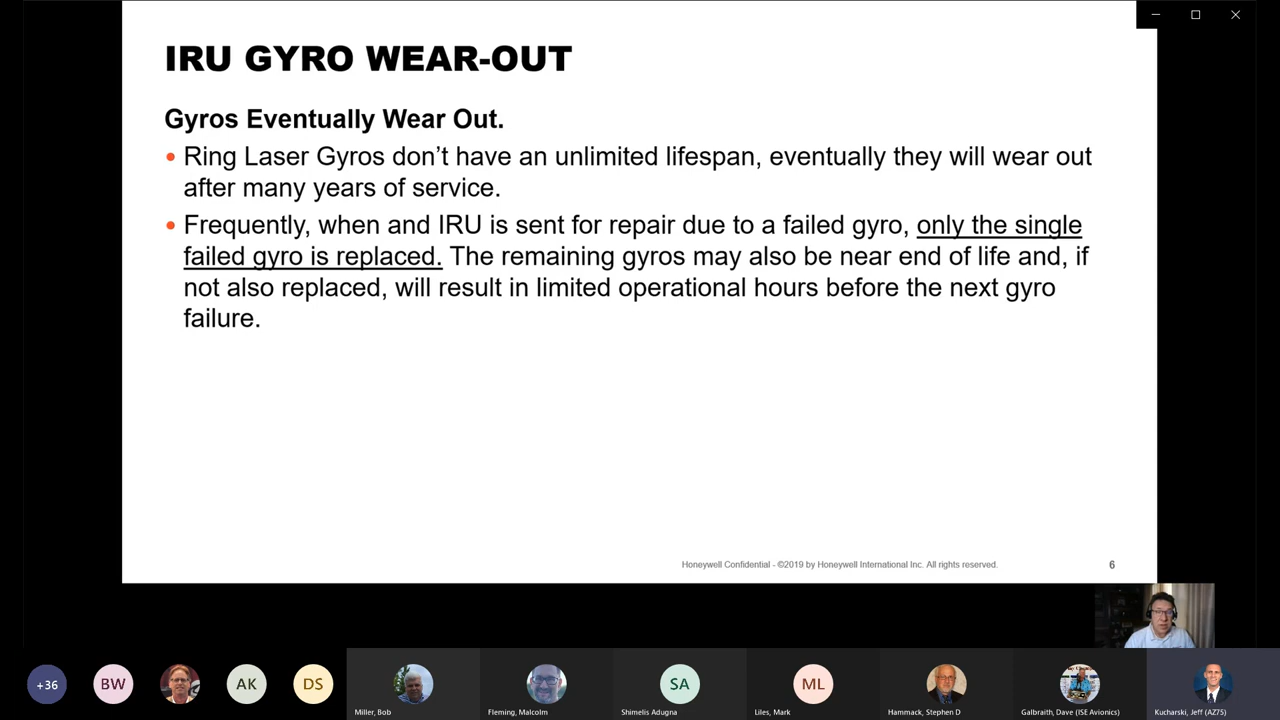 IRU GYRO WEAR-OUT
Gyros Eventually Wear Out.
• Ring Laser Gyros don’t have an unlimited lifespan, eventually they will wear out
after many years of service.
• Frequently, when and IRU is sent for repair due to a failed gyro, only the single
failed gyro is replaced. The remaining gyros may also be near end of life and, if
not also replaced, will result in limited operational hours before the next gyro
failure.
Honeywell Confidential - ©2019 by Honeywell International Inc. All rights reserved.
6
+36
BW
AK
DS
SA
ML
Miller, Bob
Fleming, Malcolm
Shimelis Adugna
Liles, Mark
Hammack, Stephen D
Galbraith, Dave (ISE Avionics)
Kucharski, Jeff (AZ75)